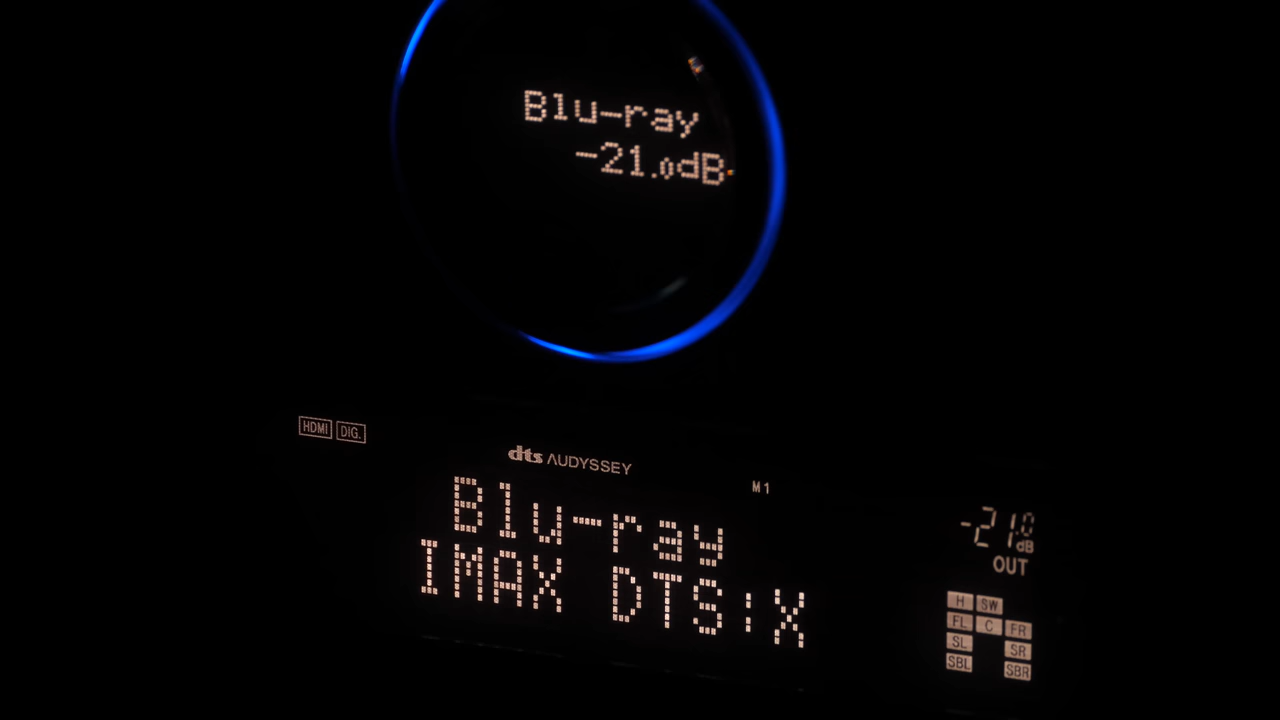 Blu-ray
-21.0dB
HDMI DIG.
dts AUDYSSEY
M1
Blu-ray
IMAX DTS:X
-21.0 dB
OUT
H SW
FL C FR
SL SR
SBL SBR